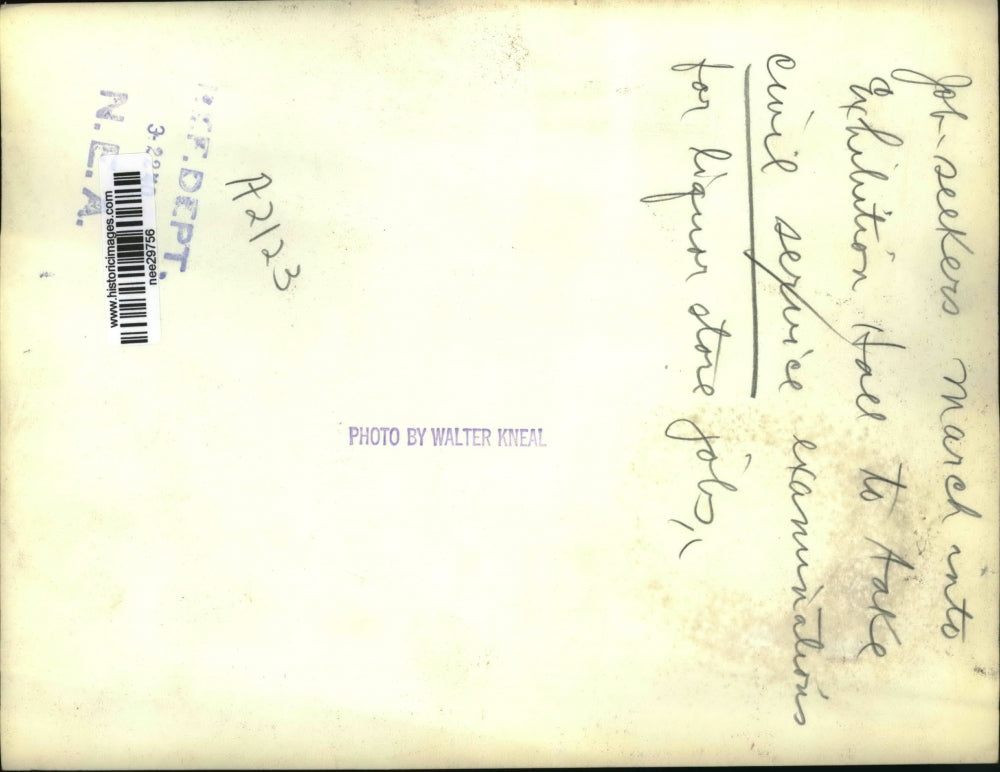 Job-seekers march into
Exhibition Hall to take
civil service examinations
for liquor store jobs,
A2123
DEPT.
N.E.A.
www.historicimages.com
nee29756
PHOTO BY WALTER KNEAL